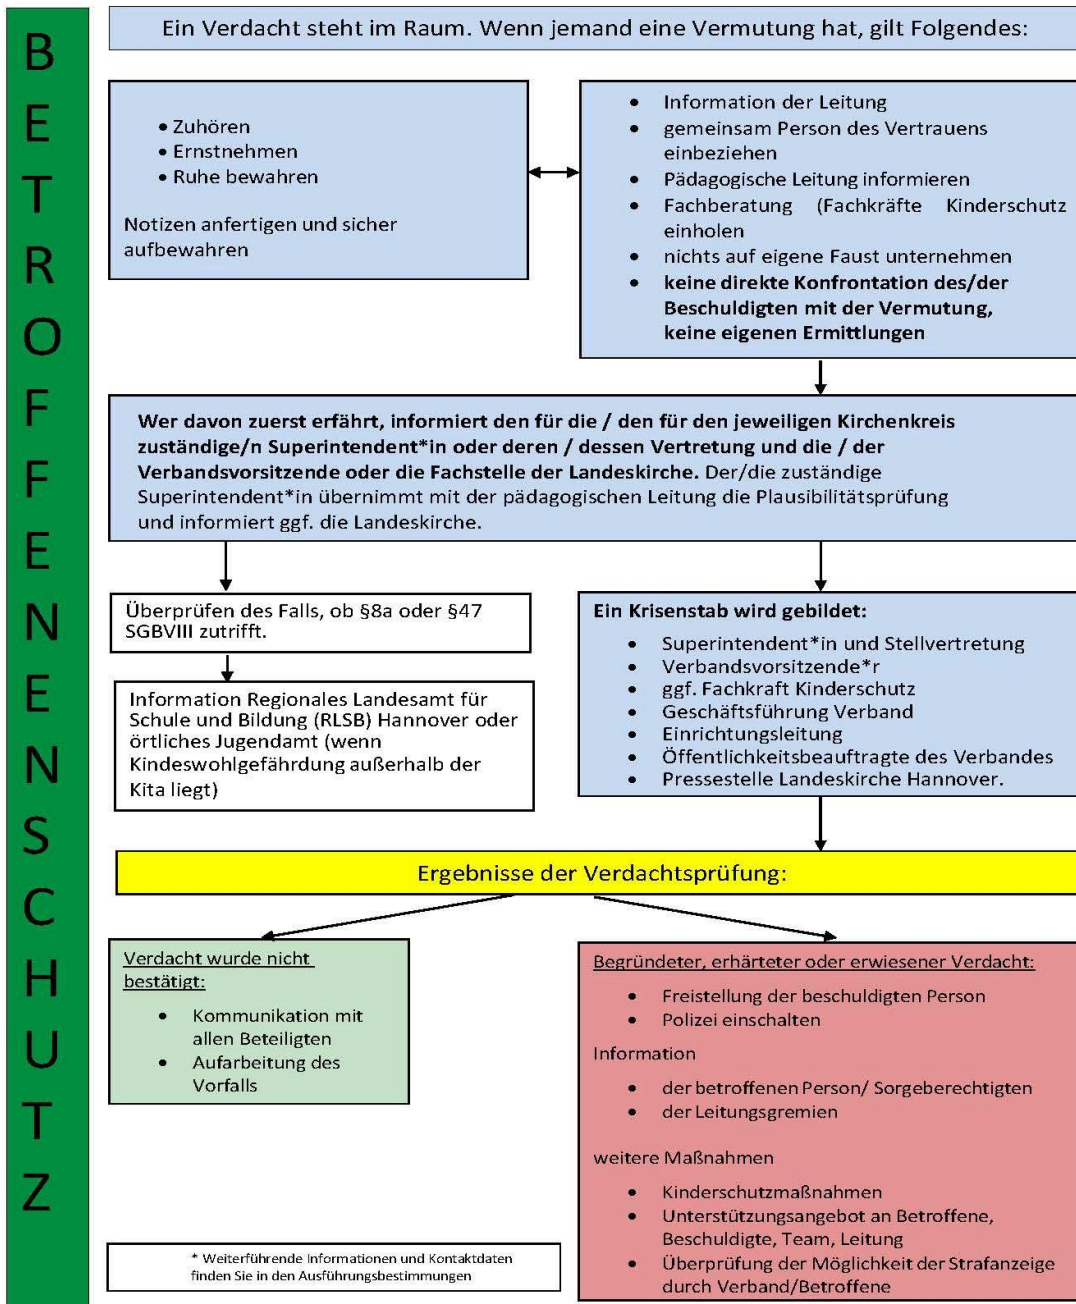 BETROFFENENSCHUTZ
Ein Verdacht steht im Raum. Wenn jemand eine Vermutung hat, gilt Folgendes:
• Zuhören
• Ernstnehmen
• Ruhe bewahren
Notizen anfertigen und sicher
aufbewahren
• Information der Leitung
• gemeinsam Person des Vertrauens
einbeziehen
• Pädagogische Leitung informieren
• Fachberatung (Fachkräfte Kinderschutz
einholen
• nichts auf eigene Faust unternehmen
• keine direkte Konfrontation des/der
Beschuldigten mit der Vermutung,
keine eigenen Ermittlungen
Wer davon zuerst erfährt, informiert den für die / den für den jeweiligen Kirchenkreis
zuständige/n Superintendent*in oder deren / dessen Vertretung und die / der
Verbandsvorsitzende oder die Fachstelle der Landeskirche. Der/die zuständige
Superintendent*in übernimmt mit der pädagogischen Leitung die Plausibilitätsprüfung
und informiert ggf. die Landeskirche.
Überprüfen des Falls, ob §8a oder §47
SGBVIII zutrifft.
Information Regionales Landesamt für
Schule und Bildung (RLSB) Hannover oder
örtliches Jugendamt (wenn
Kindeswohlgefährdung außerhalb der
Kita liegt)
Ein Krisenstab wird gebildet:
• Superintendent*in und Stellvertretung
• Verbandsvorsitzende*r
• ggf. Fachkraft Kinderschutz
• Geschäftsführung Verband
• Einrichtungsleitung
• Öffentlichkeitsbeauftragte des Verbandes
• Pressestelle Landeskirche Hannover.
Ergebnisse der Verdachtsprüfung:
Verdacht wurde nicht
bestätigt:
• Kommunikation mit
allen Beteiligten
• Aufarbeitung des
Vorfalls
Begründeter, erhärteter oder erwiesener Verdacht:
• Freistellung der beschuldigten Person
• Polizei einschalten
Information
• der betroffenen Person/ Sorgeberechtigten
• der Leitungsgremien
weitere Maßnahmen
• Kinderschutzmaßnahmen
• Unterstützungsangebot an Betroffene,
Beschuldigte, Team, Leitung
• Überprüfung der Möglichkeit der Strafanzeige
durch Verband/Betroffene
* Weiterführende Informationen und Kontaktdaten
finden Sie in den Ausführungsbestimmungen